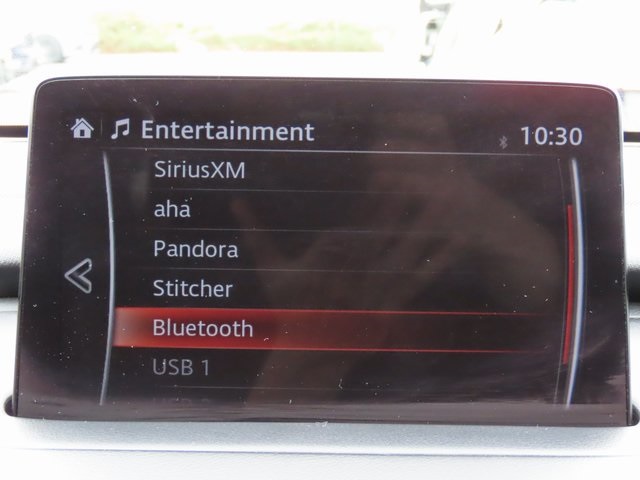 Entertainment 10:30
SiriusXM
aha
Pandora
Stitcher
Bluetooth
USB 1